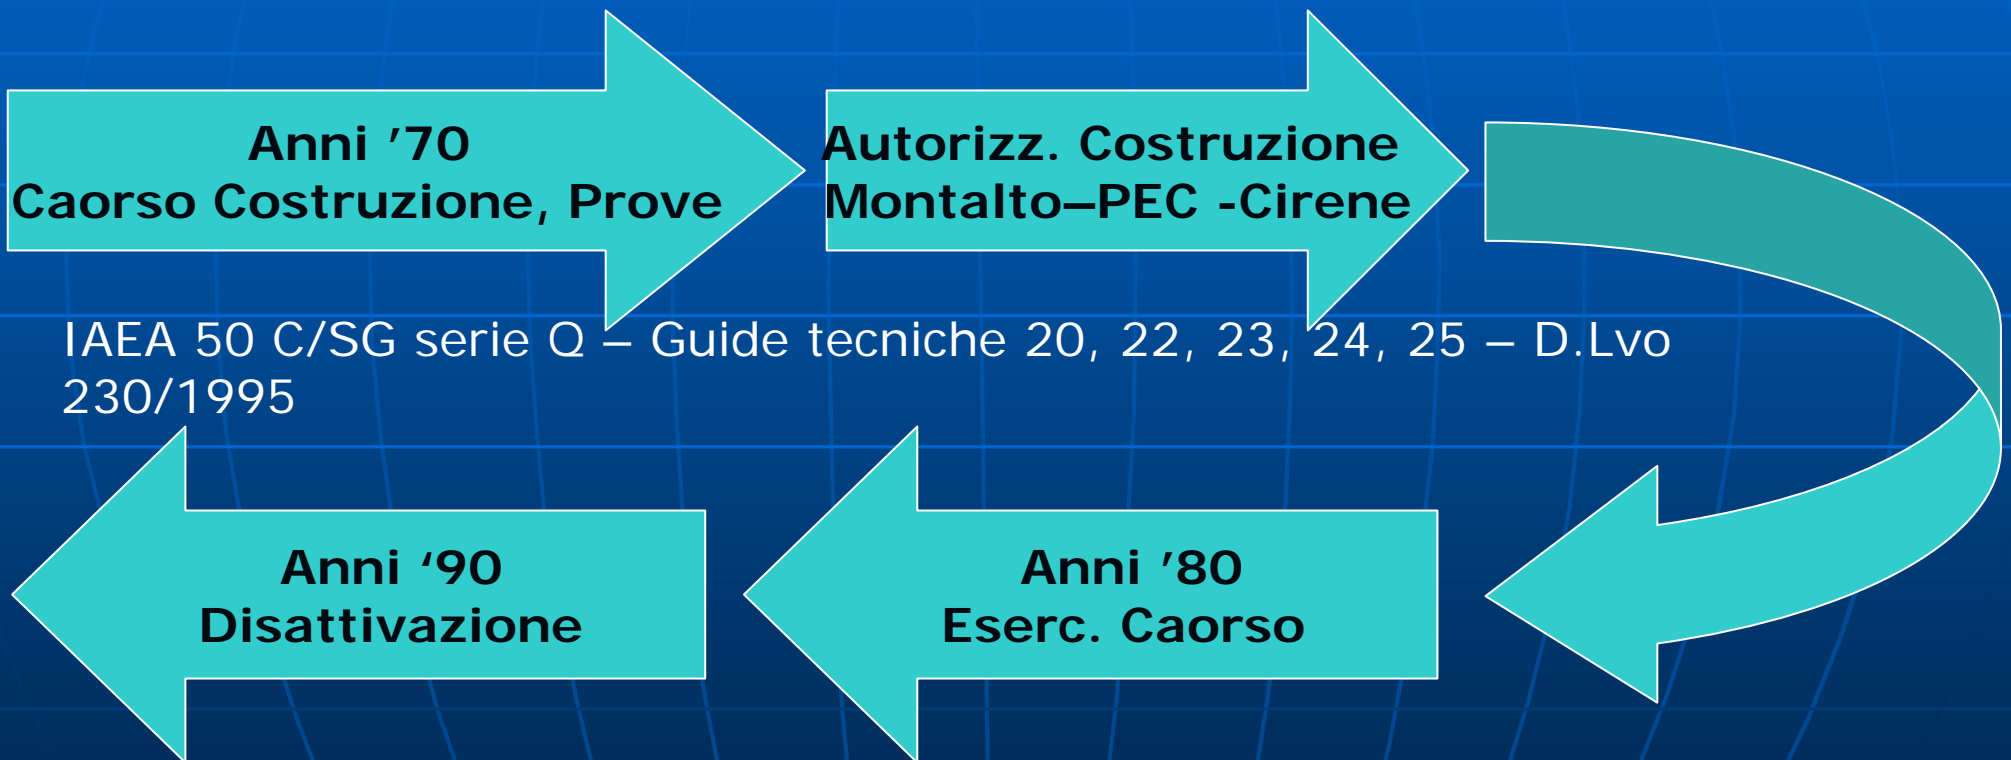 Anni ’70
Caorso Costruzione, Prove
Autorizz. Costruzione
Montalto–PEC -Cirene
IAEA 50 C/SG serie Q – Guide tecniche 20, 22, 23, 24, 25 – D.Lvo
230/1995
Anni ‘90
Disattivazione
Anni ’80
Eserc. Caorso